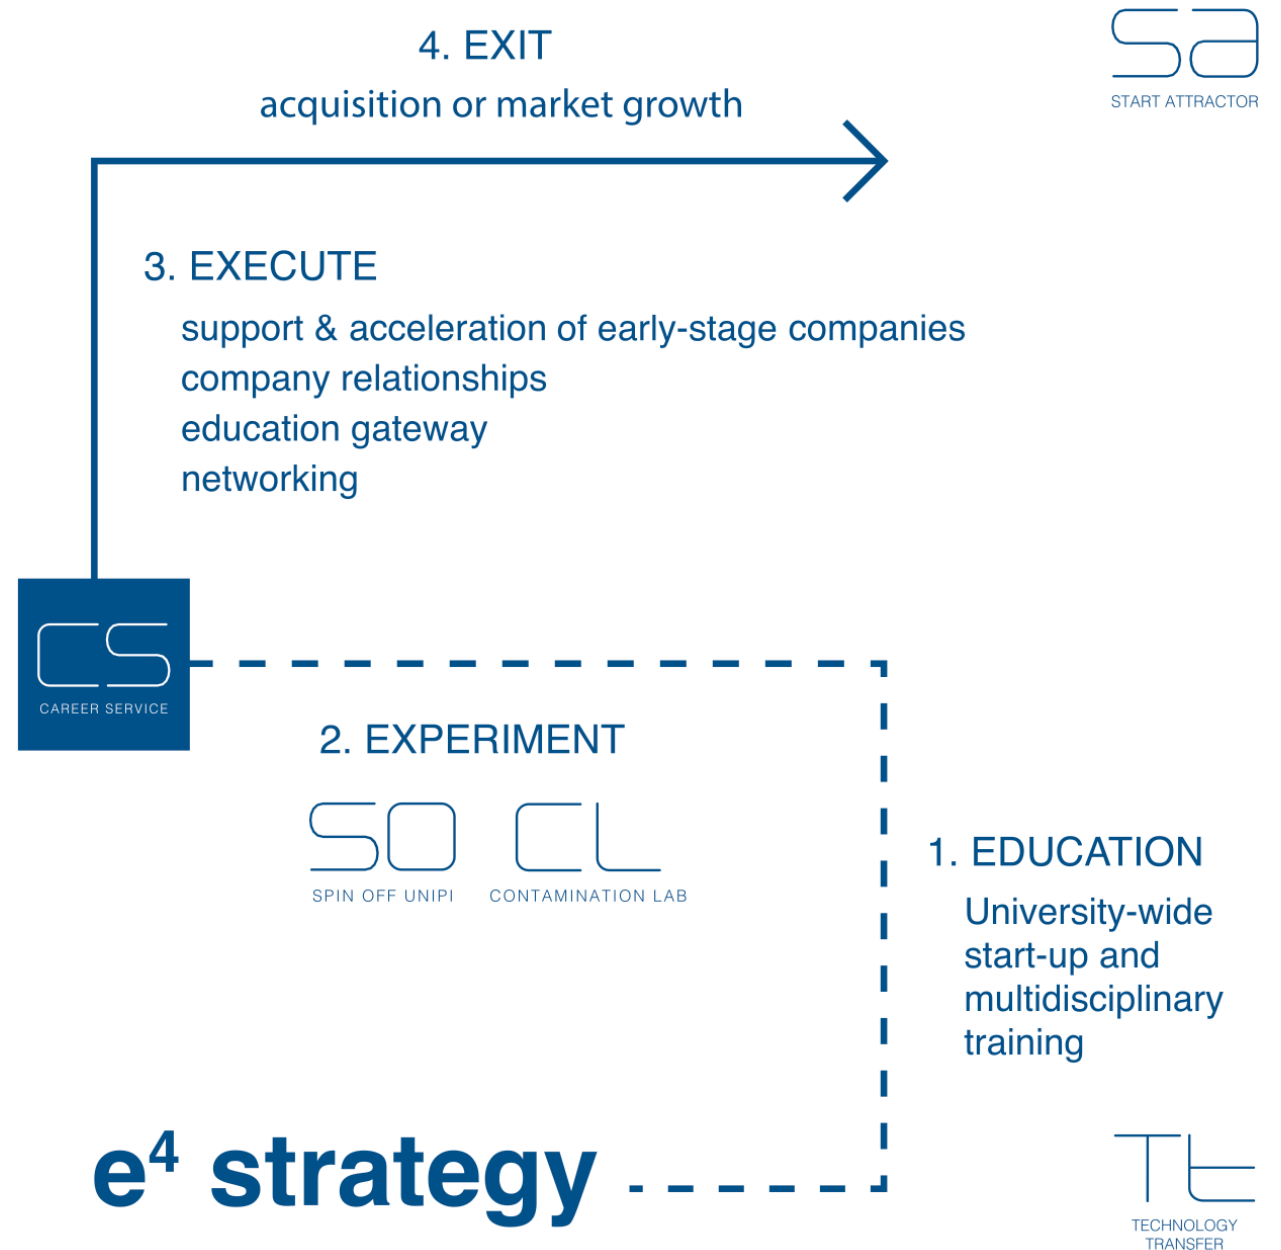 4. EXIT
acquisition or market growth
sa
START ATTRACTOR
3. EXECUTE
support & acceleration of early-stage companies
company relationships
education gateway
networking
CS
CAREER SERVICE
2. EXPERIMENT
SO CL
SPIN OFF UNIPI CONTAMINATION LAB
1. EDUCATION
University-wide
start-up and
multidisciplinary
training
e⁴ strategy
Tt
TECHNOLOGY
TRANSFER